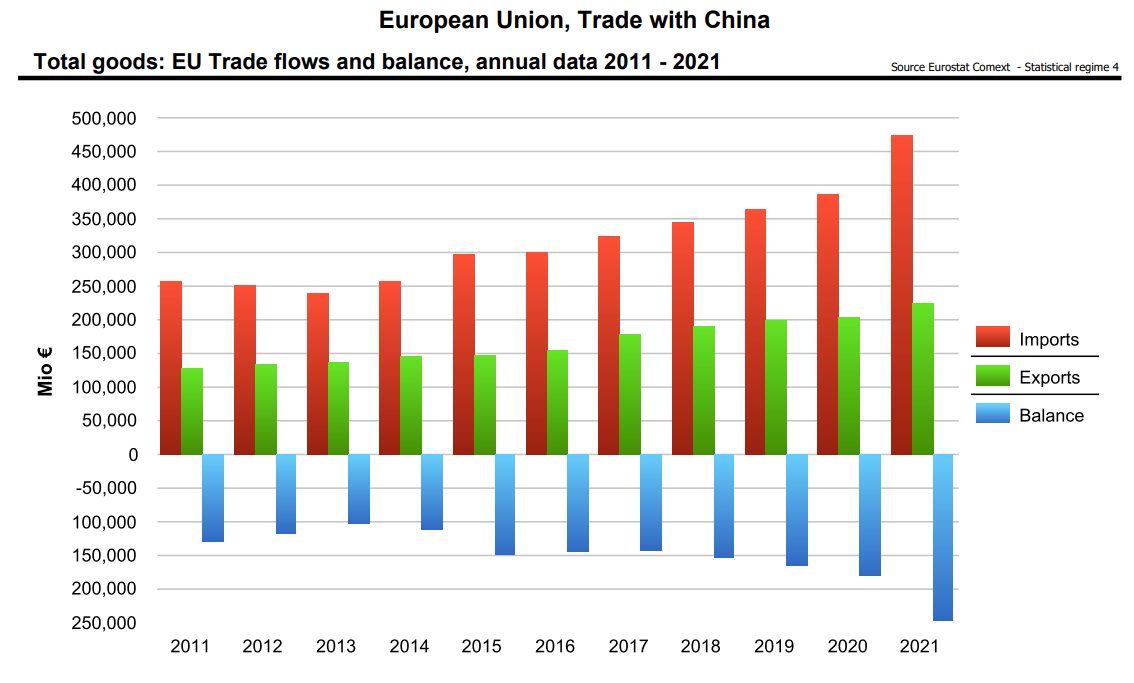 European Union, Trade with China
Total goods: EU Trade flows and balance, annual data 2011 - 2021
Source Eurostat Comext - Statistical regime 4
500,000
450,000
400,000
350,000
300,000
250,000
200,000
150,000
100,000
50,000
0
-50,000
100,000
150,000
200,000
250,000
Mio €
2011 2012 2013 2014 2015 2016 2017 2018 2019 2020 2021
Imports
Exports
Balance